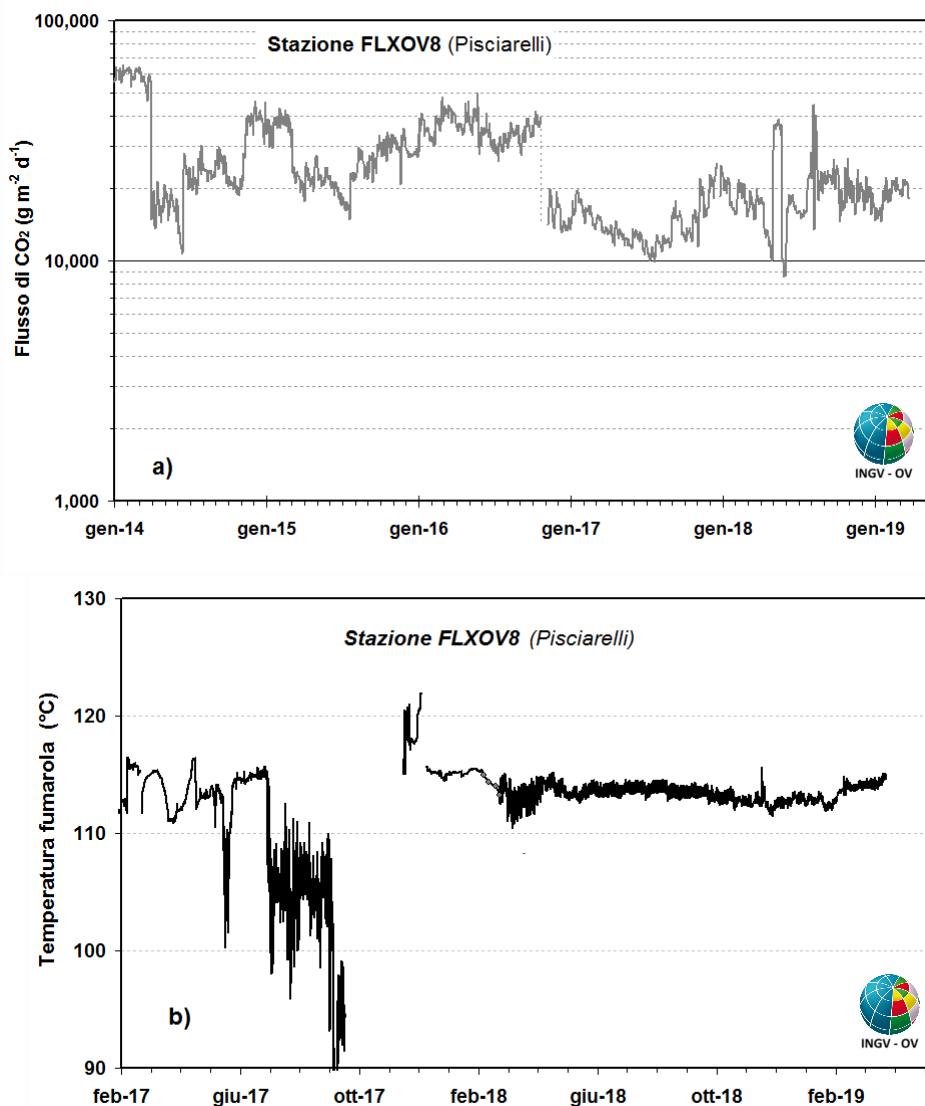 100,000
Stazione FLXOV8 (Pisciarelli)
Flusso di CO2 (g m-2 d-1)
10,000
a)
INGV - OV
1,000
gen-14 gen-15 gen-16 gen-17 gen-18 gen-19
130
Stazione FLXOV8 (Pisciarelli)
120
Temperatura fumarola (°C)
110
100
b)
INGV - OV
90
feb-17 giu-17 ott-17 feb-18 giu-18 ott-18 feb-19